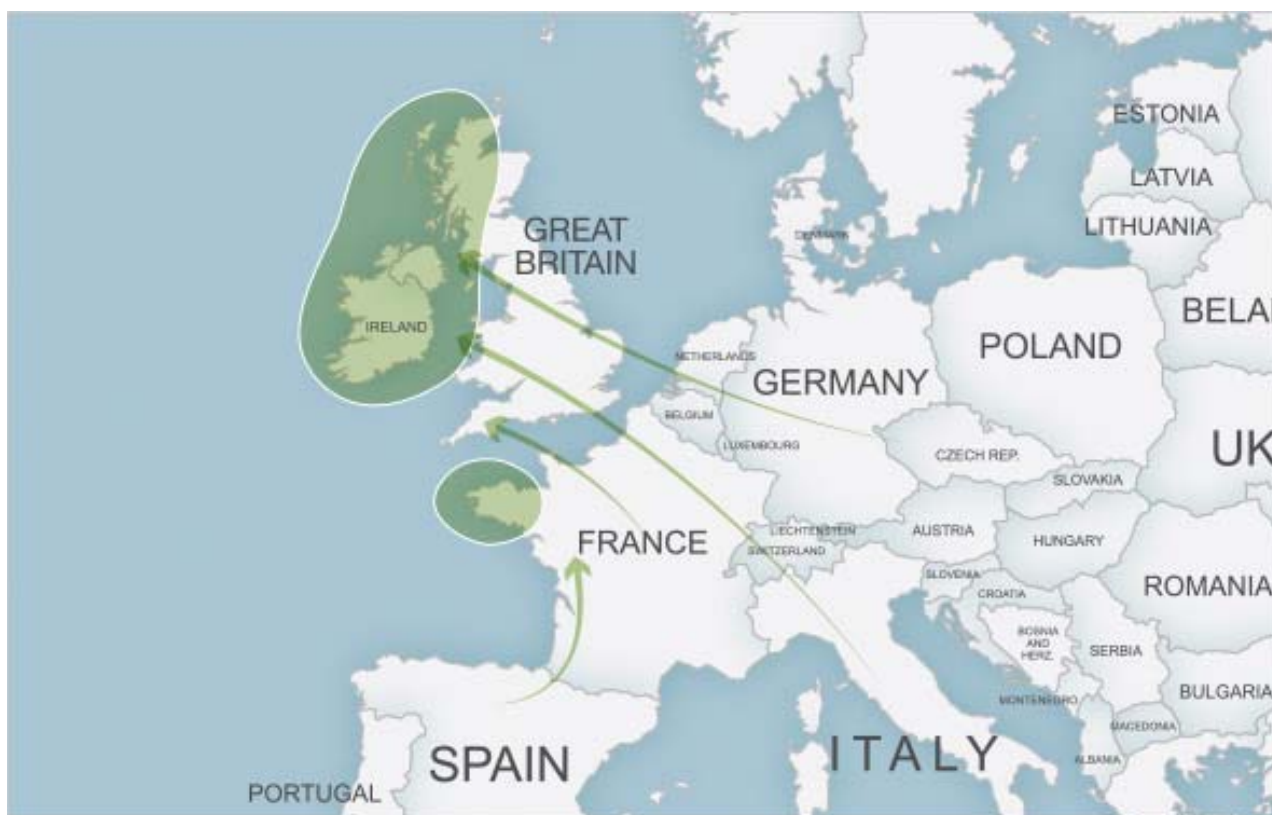 ESTONIA
LATVIA
LITHUANIA
GREAT
BRITAIN
DENMARK
BELA
IRELAND
POLAND
NETHERLANDS
GERMANY
BELGIUM
LUXEMBOURG
CZECH REP.
UK
SLOVAKIA
LIECHTENSTEIN
AUSTRIA
FRANCE
HUNGARY
SWITZERLAND
SLOVENIA
ROMANIA
CROATIA
BOSNIA
AND
HERZ.
SERBIA
MONTENEGRO
BULGARIA
MACEDONIA
ITALY
ALBANIA
SPAIN
PORTUGAL